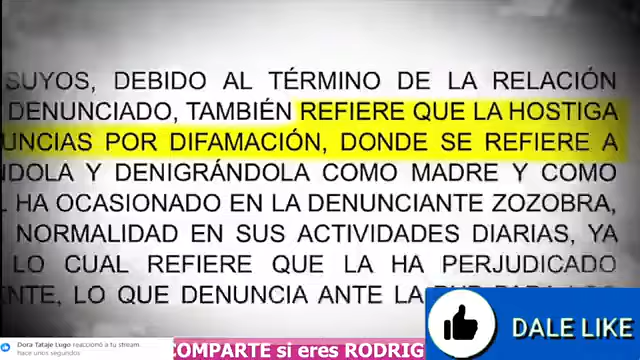 SUYOS, DEBIDO AL TÉRMINO DE LA RELACIÓN
DENUNCIADO, TAMBIÉN REFIERE QUE LA HOSTIGA
UNCIAS POR DIFAMACIÓN, DONDE SE REFIERE A
NDOLA Y DENIGRÁNDOLA COMO MADRE Y COMO
HA OCASIONADO EN LA DENUNCIANTE ZOZOBRA,
NORMALIDAD EN SUS ACTIVIDADES DIARIAS, YA
LO CUAL REFIERE QUE LA HA PERJUDICADO
ENTE, LO QUE DENUNCIA ANTE LA
DALE LIKE
Dora Tataje Lugo reaccionó a tu stream
hace unos segundos
COMPARTE si eres RODRIG